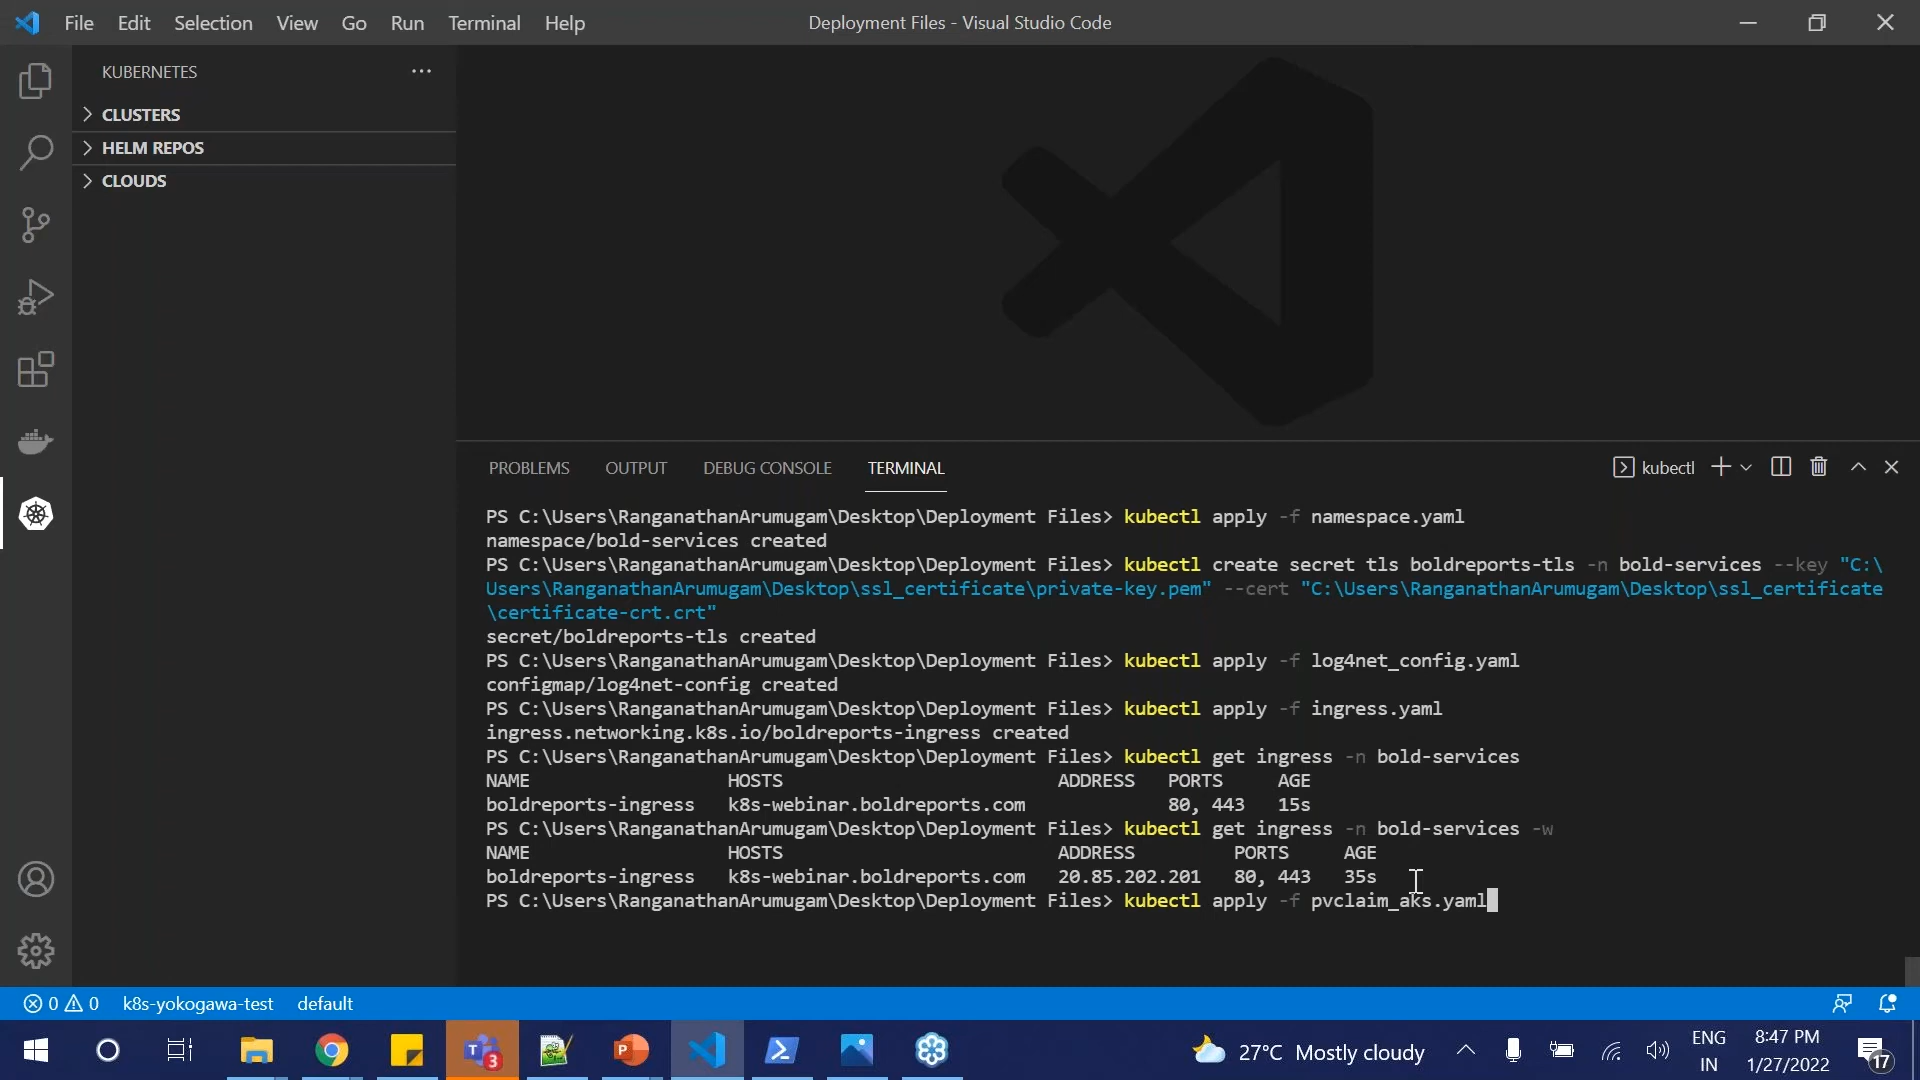 File Edit Selection View Go Run Terminal Help Deployment Files - Visual Studio Code
KUBERNETES ...
CLUSTERS
HELM REPOS
CLOUDS
PROBLEMS OUTPUT DEBUG CONSOLE TERMINAL kubectl
PS C:\Users\RanganathanArumugam\Desktop\Deployment Files> kubectl apply -f namespace.yaml
namespace/bold-services created
PS C:\Users\RanganathanArumugam\Desktop\Deployment Files> kubectl create secret tls boldreports-tls -n bold-services --key "C:\
Users\RanganathanArumugam\Desktop\ssl_certificate\private-key.pem" --cert "C:\Users\RanganathanArumugam\Desktop\ssl_certificate
\certificate-crt.crt"
secret/boldreports-tls created
PS C:\Users\RanganathanArumugam\Desktop\Deployment Files> kubectl apply -f log4net_config.yaml
configmap/log4net-config created
PS C:\Users\RanganathanArumugam\Desktop\Deployment Files> kubectl apply -f ingress.yaml
ingress.networking.k8s.io/boldreports-ingress created
PS C:\Users\RanganathanArumugam\Desktop\Deployment Files> kubectl get ingress -n bold-services
NAME HOSTS ADDRESS PORTS AGE
boldreports-ingress k8s-webinar.boldreports.com 80, 443 15s
PS C:\Users\RanganathanArumugam\Desktop\Deployment Files> kubectl get ingress -n bold-services -w
NAME HOSTS ADDRESS PORTS AGE
boldreports-ingress k8s-webinar.boldreports.com 20.85.202.201 80, 443 35s
PS C:\Users\RanganathanArumugam\Desktop\Deployment Files> kubectl apply -f pvclaim_aks.yaml
0 0 k8s-yokogawa-test default
3 P 27°C Mostly cloudy ENG 8:47 PM
IN 1/27/2022 17